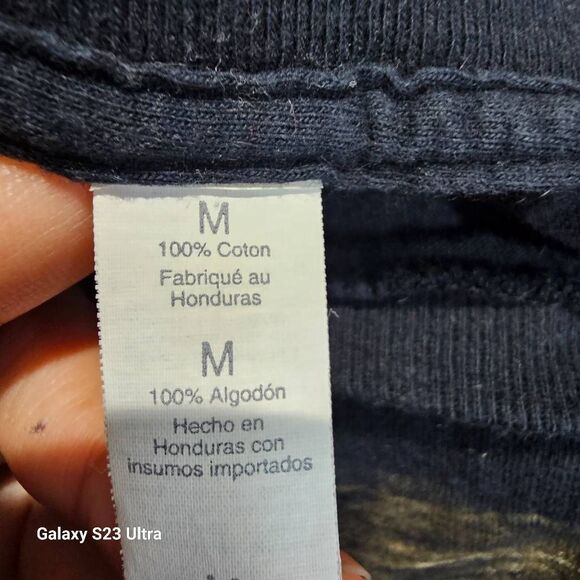 M
100% Coton
Fabriqué au
Honduras
M
100% Algodón
Hecho en
Honduras con
insumos importados
Galaxy S23 Ultra